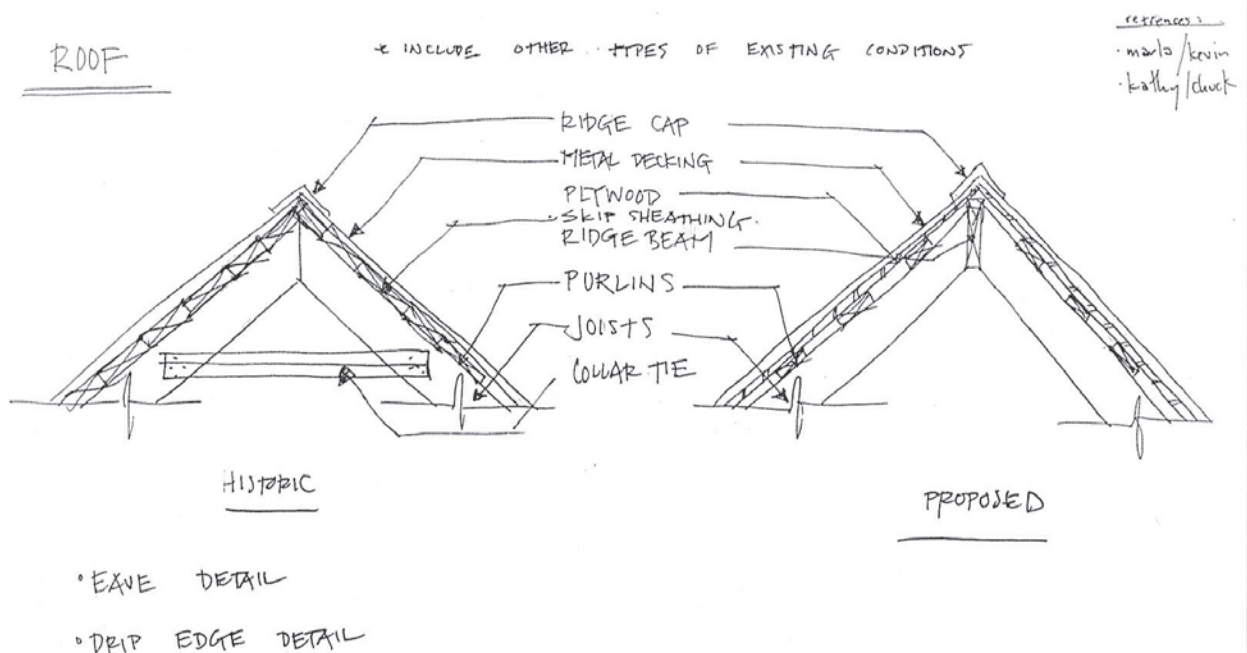 ROOF
* INCLUDE OTHER TYPES OF EXISTING CONDITIONS
refrences:
· marla/kevin
· kathy/chuck
RIDGE CAP
METAL DECKING
PLYWOOD
· SKIP SHEATHING ·
RIDGE BEAM
PURLINS
JOISTS
COLLAR TIE
HISTORIC
PROPOSED
° EAVE DETAIL
° DRIP EDGE DETAIL